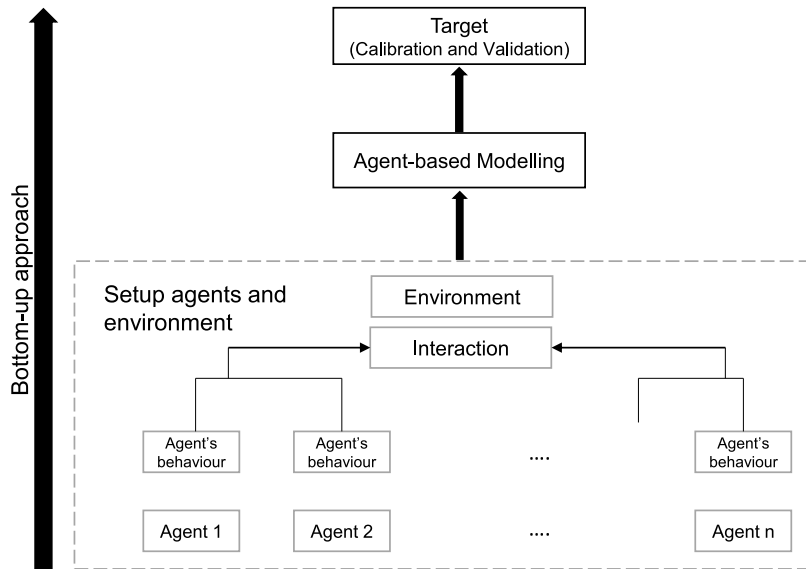 Target
(Calibration and Validation)
Agent-based Modelling
Bottom-up approach
Setup agents and
environment
Environment
Interaction
Agent's
behaviour
Agent's
behaviour
....
Agent's
behaviour
Agent 1
Agent 2
....
Agent n